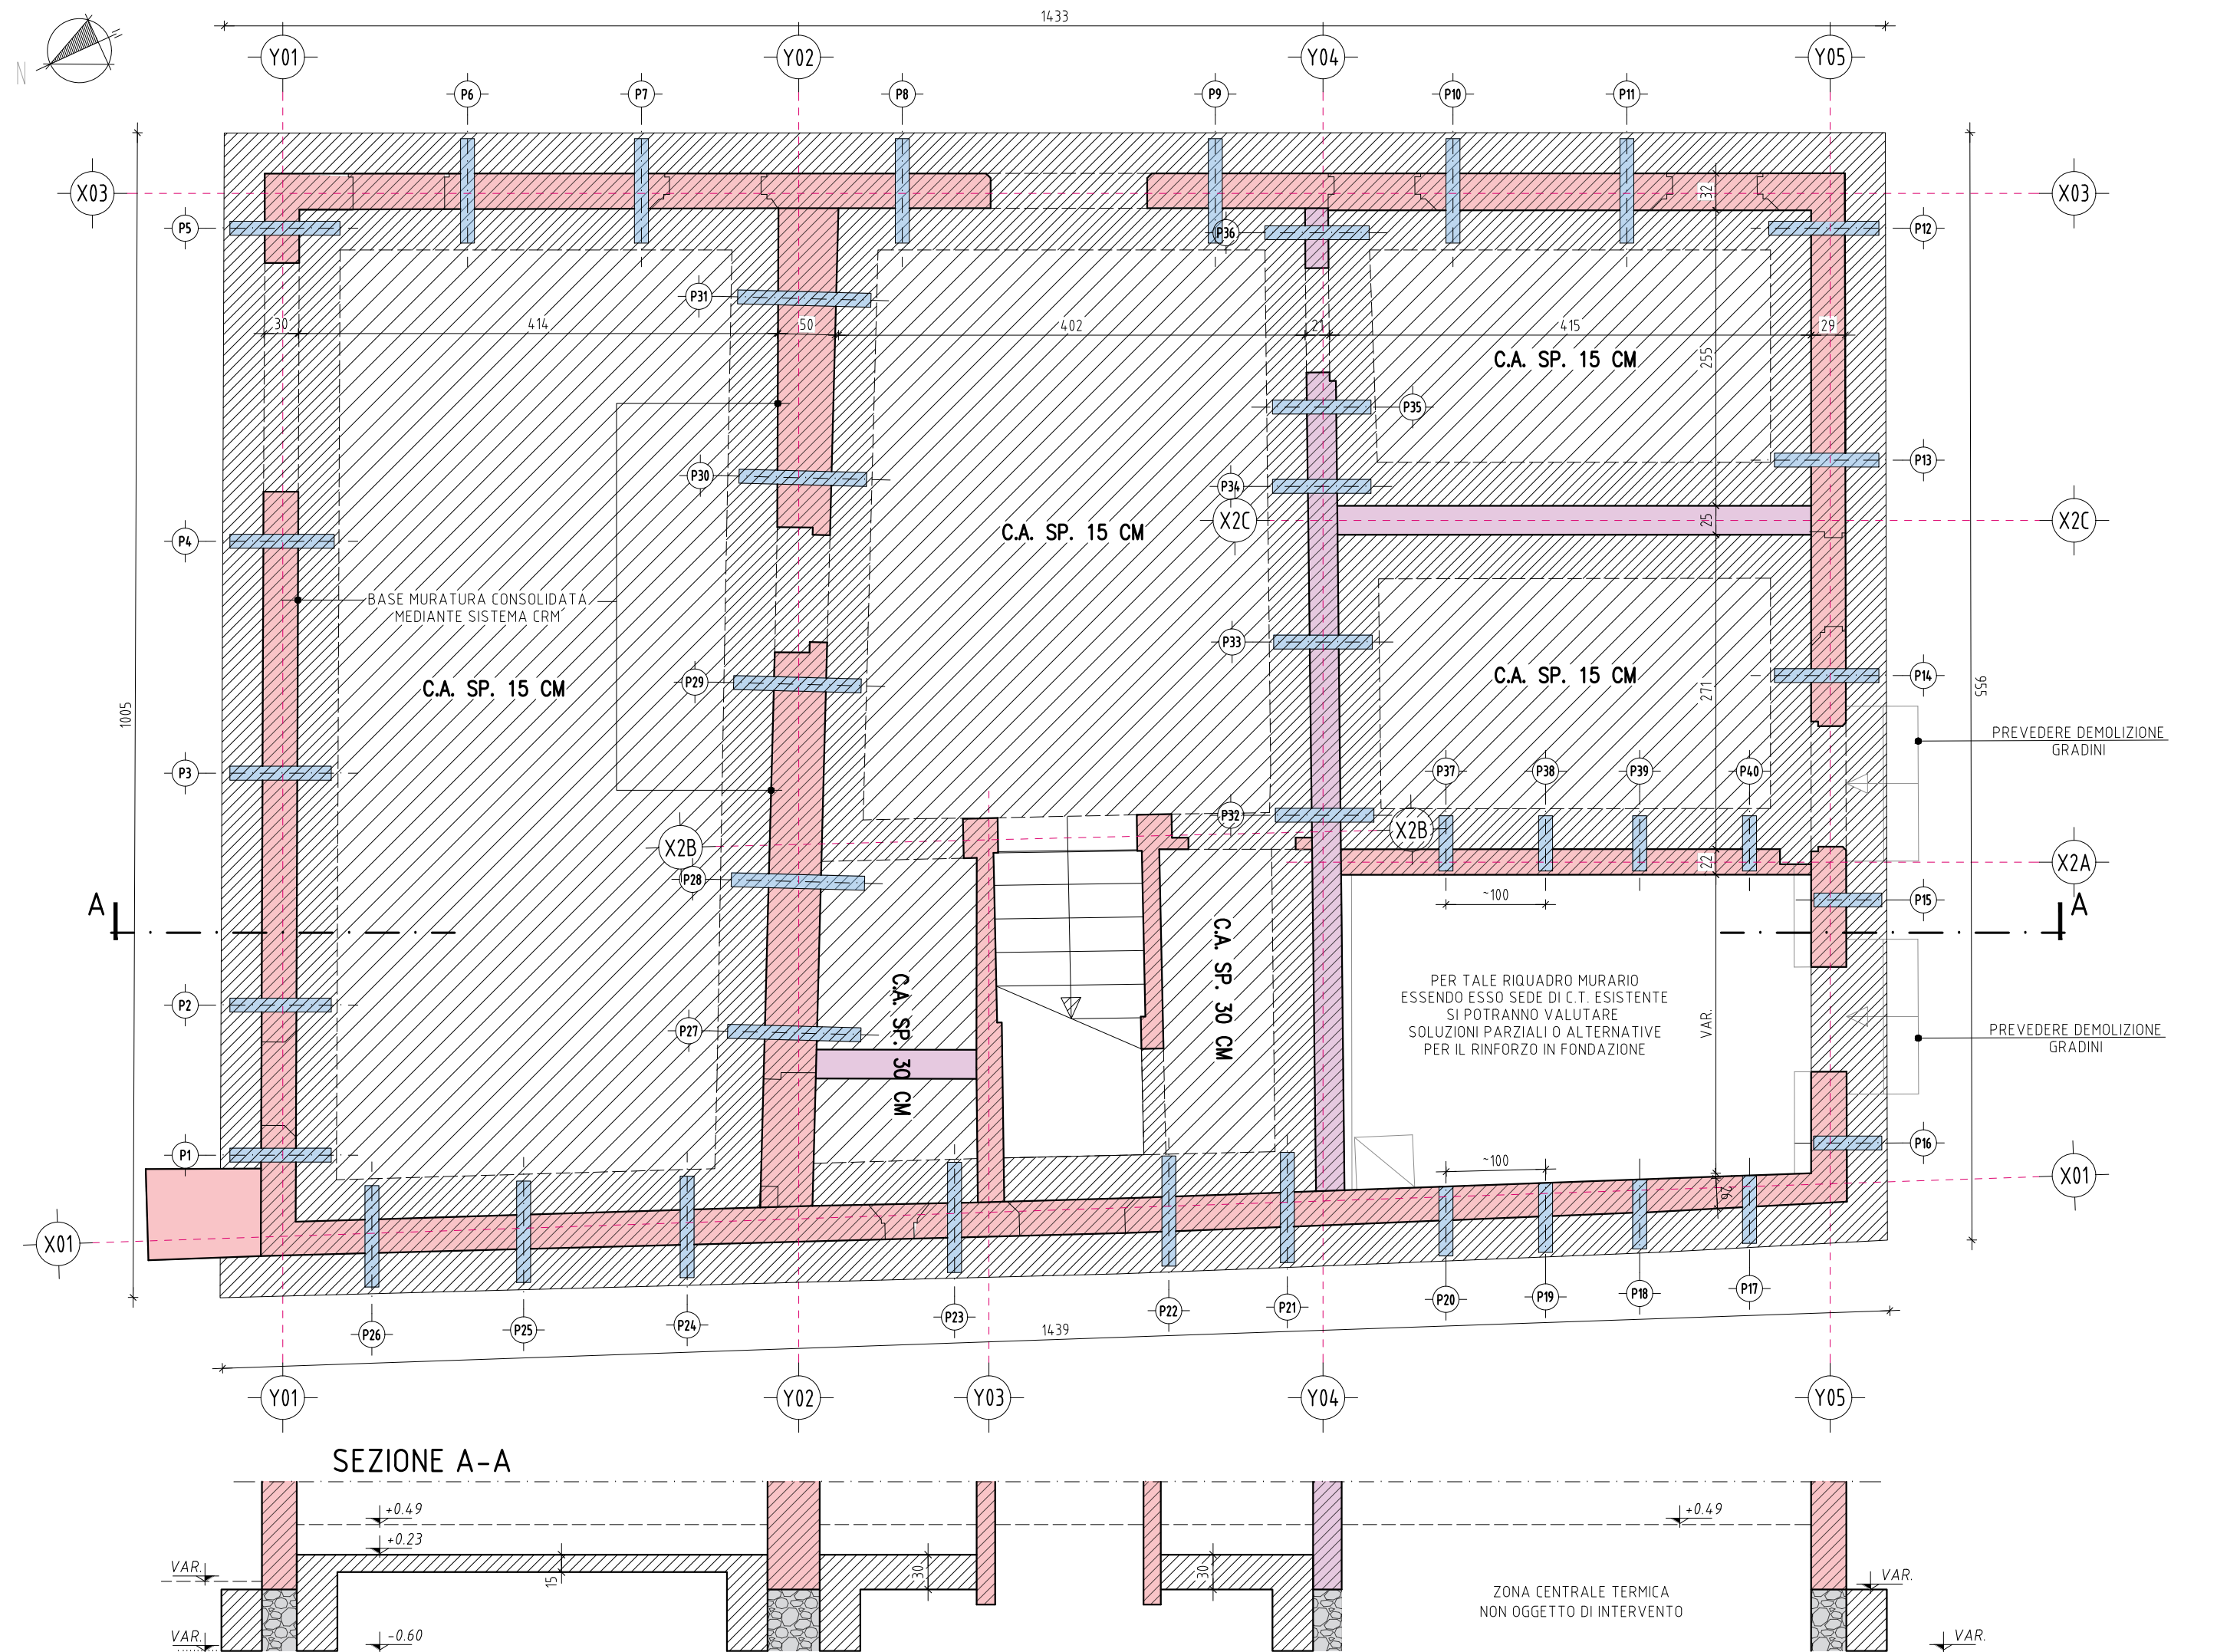 1433
N
Y01
Y02
Y04
Y05
P6
P7
P8
P9
P10
P11
X03
X03
32
P5
P36
P12
P31
30
414
50
402
21
415
29
C.A. SP. 15 CM
255
P35
P30
P34
P13
X2C
25
X2C
C.A. SP. 15 CM
P4
BASE MURATURA CONSOLIDATA
MEDIANTE SISTEMA CRM
P33
P29
C.A. SP. 15 CM
C.A. SP. 15 CM
271
P14
1005
956
PREVEDERE DEMOLIZIONE
GRADINI
P3
P37
P38
P39
P40
P32
X2B
X2B
22
X2A
P28
~100
P15
A
A
C.A. SP. 30 CM
C.A. SP. 30 CM
PER TALE RIQUADRO MURARIO
ESSENDO ESSO SEDE DI C.T. ESISTENTE
SI POTRANNO VALUTARE
SOLUZIONI PARZIALI O ALTERNATIVE
PER IL RINFORZO IN FONDAZIONE
VAR.
P2
P27
PREVEDERE DEMOLIZIONE
GRADINI
P1
P16
~100
X01
26
X01
P26
P25
P24
P23
P22
P21
P20
P19
P18
P17
1439
Y01
Y02
Y03
Y04
Y05
SEZIONE A-A
+0.49
+0.49
+0.23
VAR.
15
30
30
VAR.
ZONA CENTRALE TERMICA
NON OGGETTO DI INTERVENTO
VAR.
-0.60
VAR.